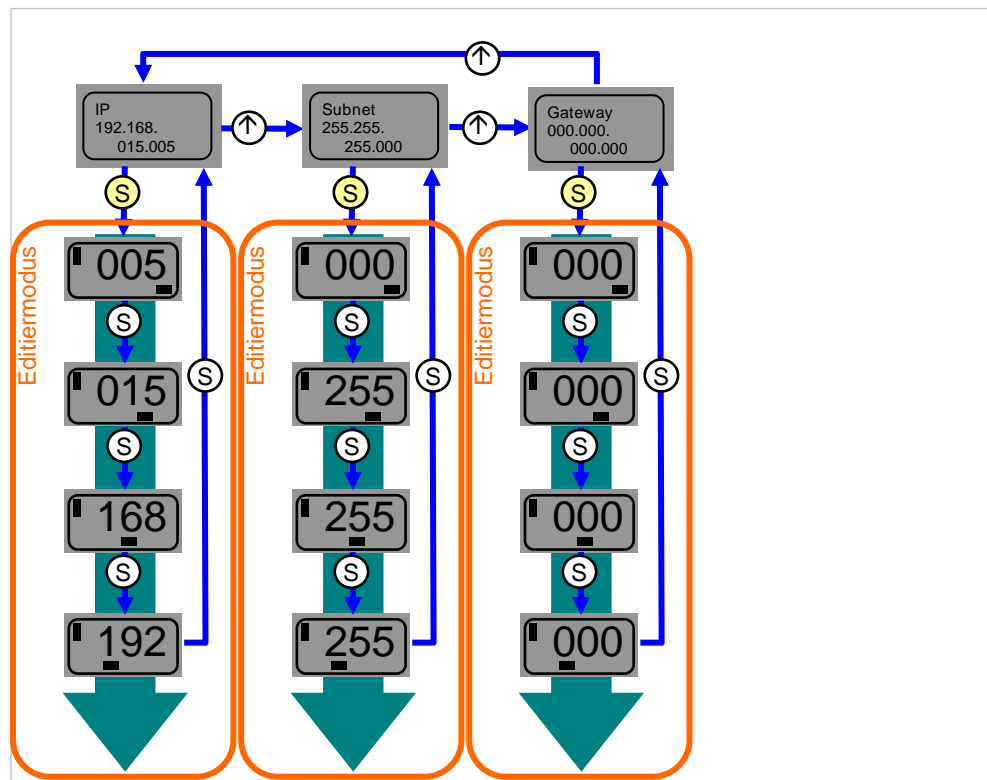 ↑
IP
192.168.
015.005
↑
Subnet
255.255.
255.000
↑
Gateway
000.000.
000.000
S
S
S
Editiermodus
005
S
015
S
168
S
192
S
Editiermodus
000
S
255
S
255
S
255
S
Editiermodus
000
S
000
S
000
S
000
S